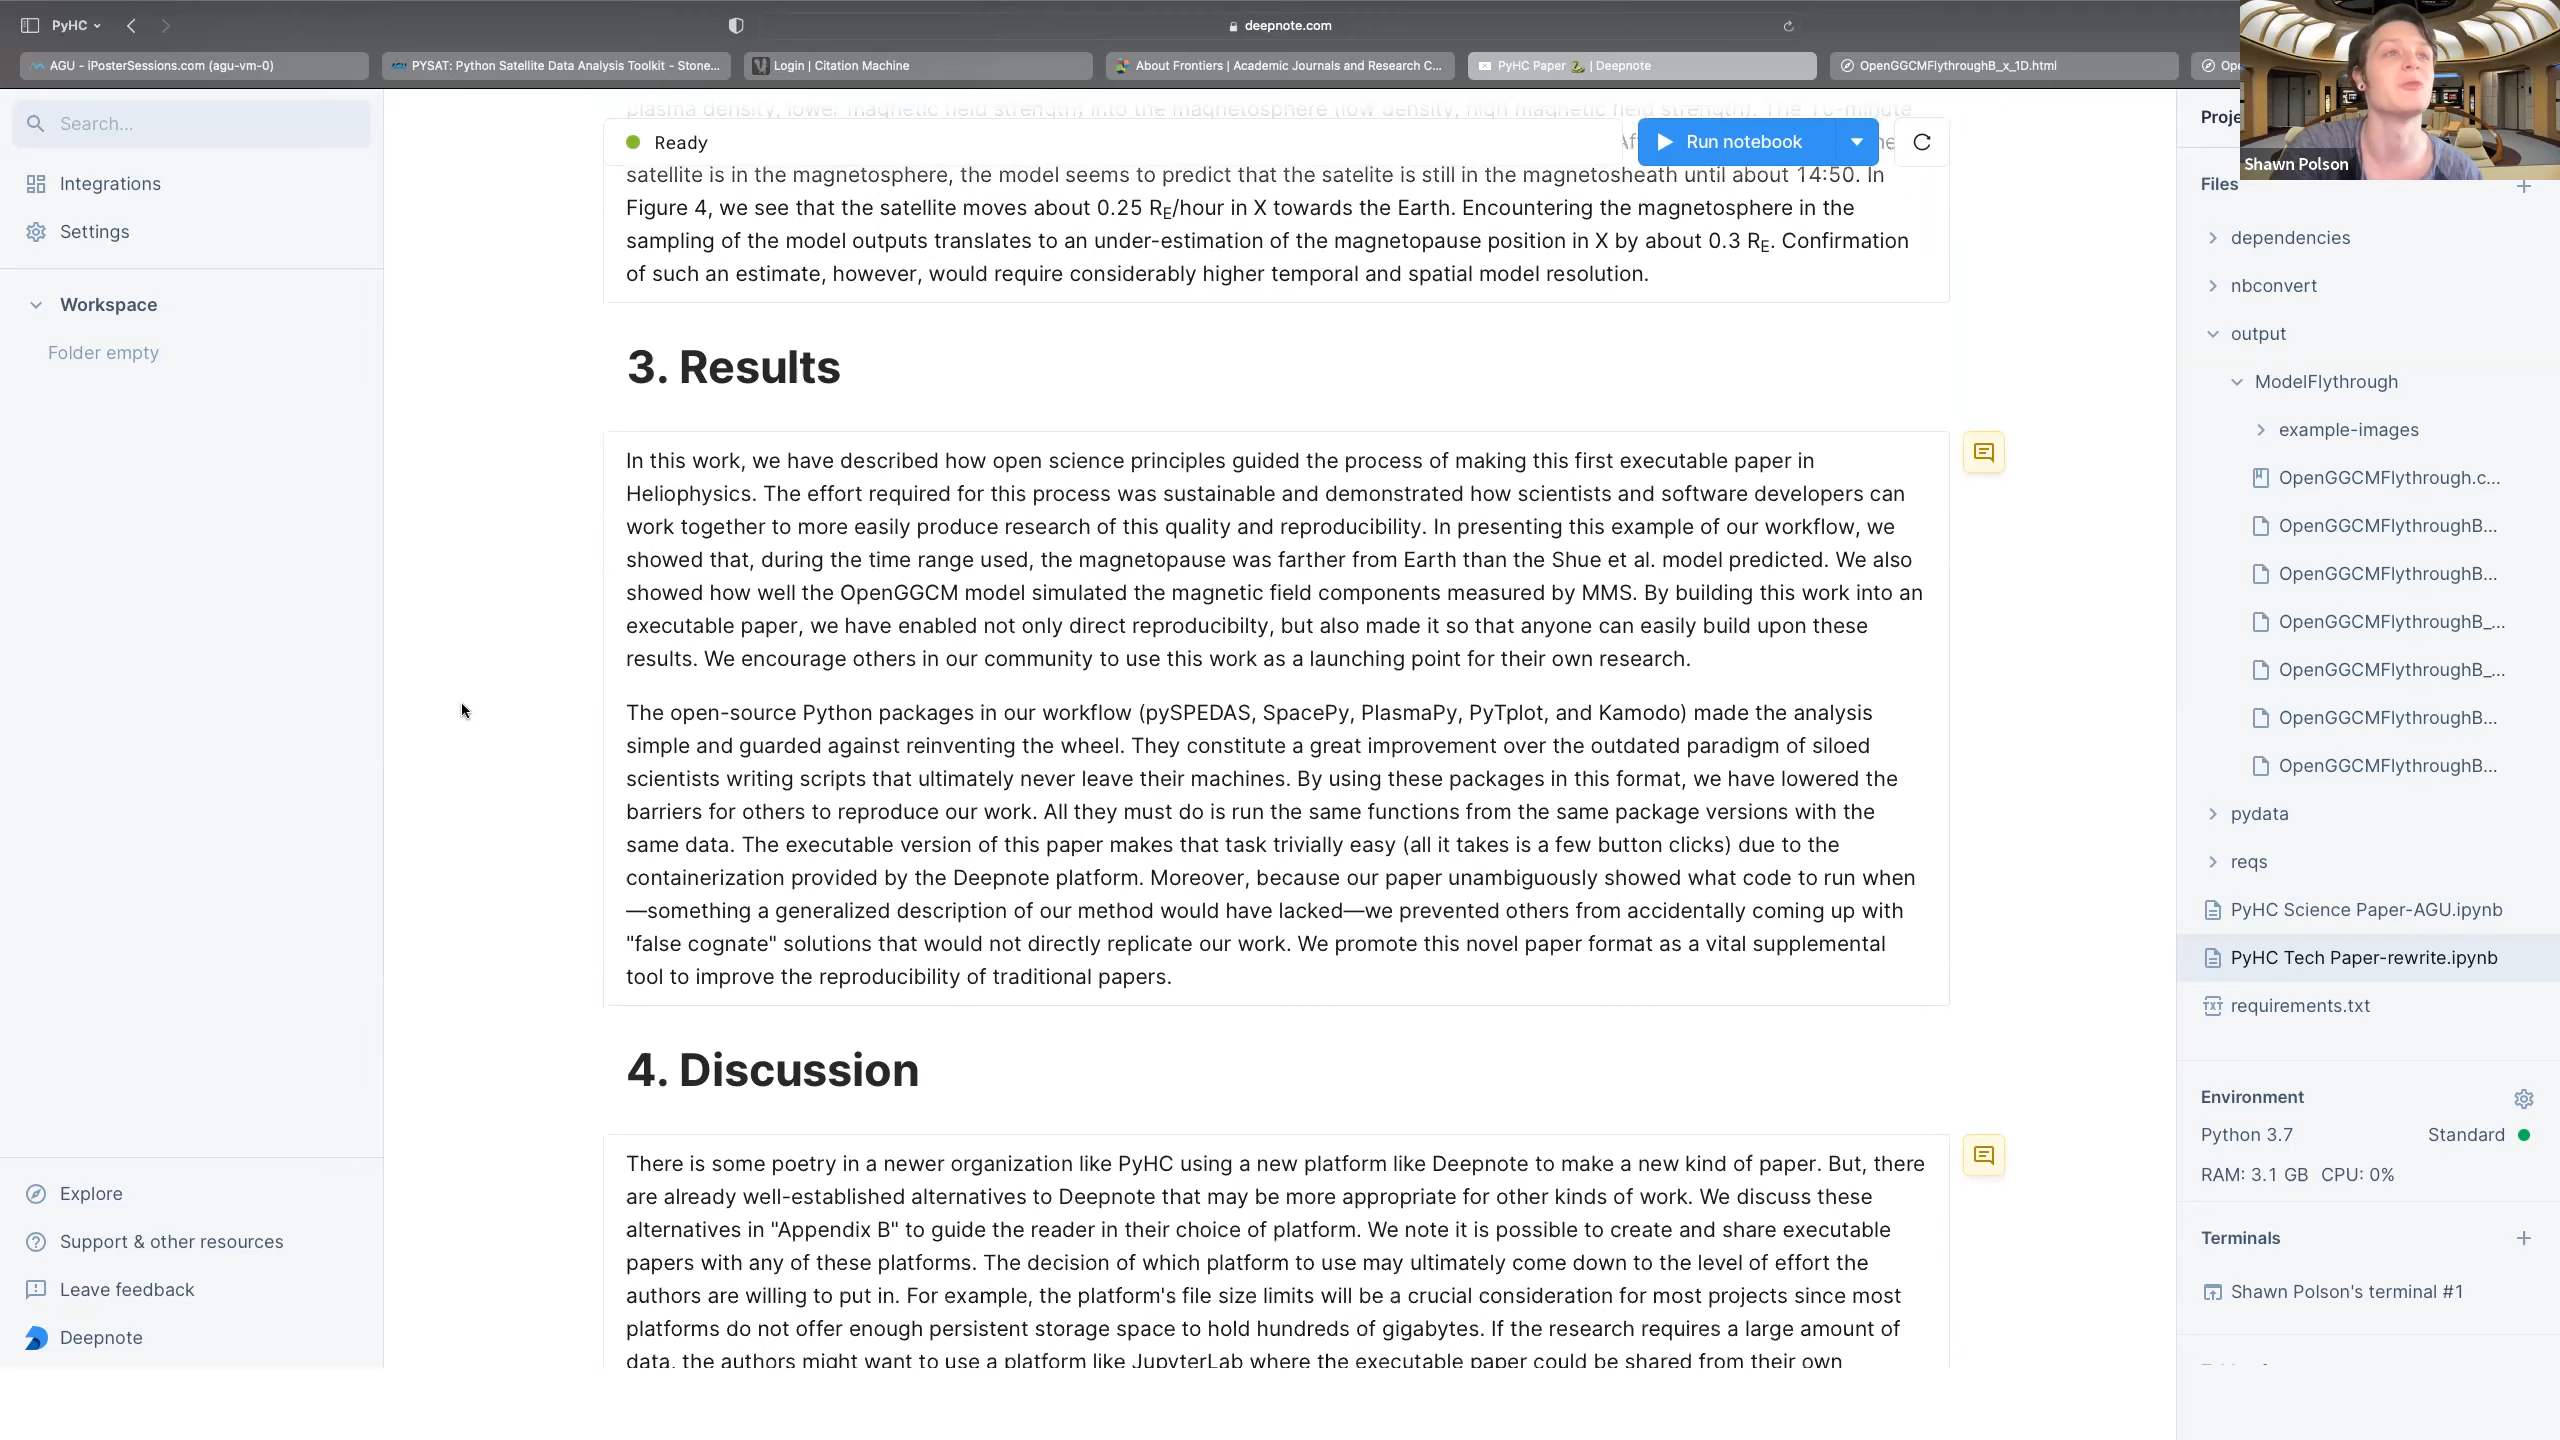 PyHC
deepnote.com
AGU - iPosterSessions.com (agu-vm-0)
PYSAT: Python Satellite Data Analysis Toolkit - Stone...
Login | Citation Machine
About Frontiers | Academic Journals and Research C...
PyHC Paper 🐍 | Deepnote
OpenGGCMFlythroughB_x_1D.html
Shawn Polson
Search...
Integrations
Settings
Workspace
Folder empty
Explore
Support & other resources
Leave feedback
Deepnote
plasma density, lower magnetic field strength) into the magnetosphere (low density, high magnetic field strength). The 10-minute
Ready
Run notebook
satellite is in the magnetosphere, the model seems to predict that the satelite is still in the magnetosheath until about 14:50. In
Figure 4, we see that the satellite moves about 0.25 RE/hour in X towards the Earth. Encountering the magnetosphere in the
sampling of the model outputs translates to an under-estimation of the magnetopause position in X by about 0.3 RE. Confirmation
of such an estimate, however, would require considerably higher temporal and spatial model resolution.
3. Results
In this work, we have described how open science principles guided the process of making this first executable paper in
Heliophysics. The effort required for this process was sustainable and demonstrated how scientists and software developers can
work together to more easily produce research of this quality and reproducibility. In presenting this example of our workflow, we
showed that, during the time range used, the magnetopause was farther from Earth than the Shue et al. model predicted. We also
showed how well the OpenGGCM model simulated the magnetic field components measured by MMS. By building this work into an
executable paper, we have enabled not only direct reproducibilty, but also made it so that anyone can easily build upon these
results. We encourage others in our community to use this work as a launching point for their own research.
The open-source Python packages in our workflow (pySPEDAS, SpacePy, PlasmaPy, PyTplot, and Kamodo) made the analysis
simple and guarded against reinventing the wheel. They constitute a great improvement over the outdated paradigm of siloed
scientists writing scripts that ultimately never leave their machines. By using these packages in this format, we have lowered the
barriers for others to reproduce our work. All they must do is run the same functions from the same package versions with the
same data. The executable version of this paper makes that task trivially easy (all it takes is a few button clicks) due to the
containerization provided by the Deepnote platform. Moreover, because our paper unambiguously showed what code to run when
—something a generalized description of our method would have lacked—we prevented others from accidentally coming up with
"false cognate" solutions that would not directly replicate our work. We promote this novel paper format as a vital supplemental
tool to improve the reproducibility of traditional papers.
4. Discussion
There is some poetry in a newer organization like PyHC using a new platform like Deepnote to make a new kind of paper. But, there
are already well-established alternatives to Deepnote that may be more appropriate for other kinds of work. We discuss these
alternatives in "Appendix B" to guide the reader in their choice of platform. We note it is possible to create and share executable
papers with any of these platforms. The decision of which platform to use may ultimately come down to the level of effort the
authors are willing to put in. For example, the platform's file size limits will be a crucial consideration for most projects since most
platforms do not offer enough persistent storage space to hold hundreds of gigabytes. If the research requires a large amount of
data, the authors might want to use a platform like JupyterLab where the executable paper could be shared from their own
Files
dependencies
nbconvert
output
ModelFlythrough
example-images
OpenGGCMFlythrough.c...
OpenGGCMFlythroughB...
OpenGGCMFlythroughB...
OpenGGCMFlythroughB_...
OpenGGCMFlythroughB_...
OpenGGCMFlythroughB...
OpenGGCMFlythroughB...
pydata
reqs
PyHC Science Paper-AGU.ipynb
PyHC Tech Paper-rewrite.ipynb
requirements.txt
Environment
Python 3.7 Standard
RAM: 3.1 GB CPU: 0%
Terminals
Shawn Polson's terminal #1